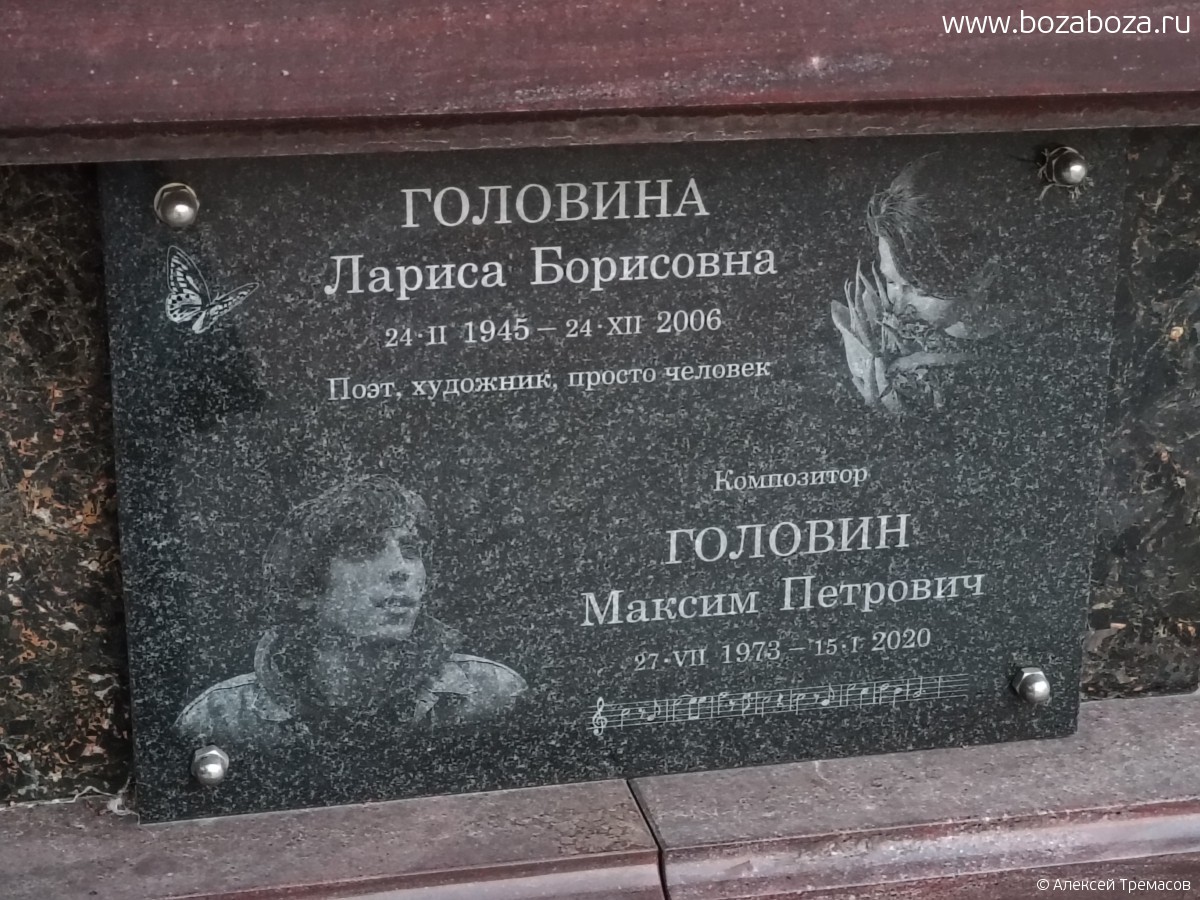 www.bozaboza.ru
ГОЛОВИНА
Лариса Борисовна
24·II 1945 – 24·XII 2006
Поэт, художник, просто человек
Композитор
ГОЛОВИН
Максим Петрович
27·VII 1973 – 15·I 2020
© Алексей Тремасов